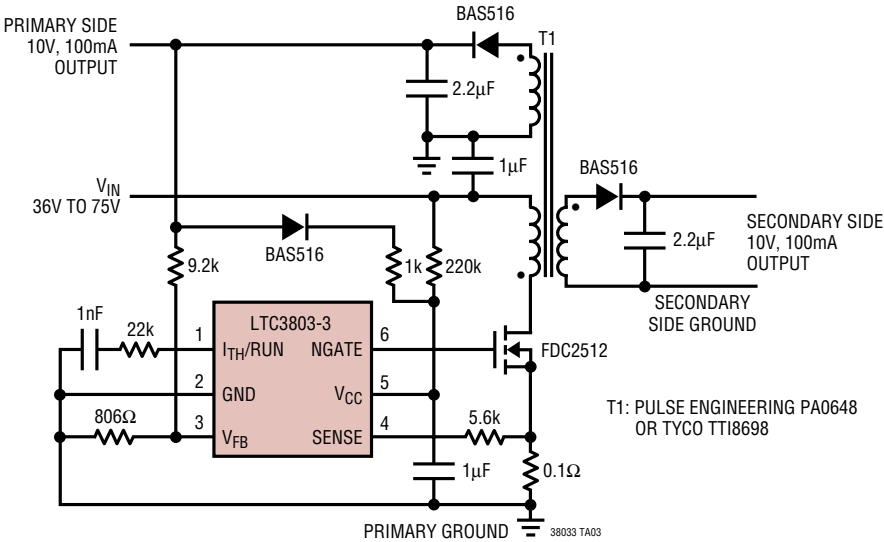 BAS516
PRIMARY SIDE
10V, 100mA
OUTPUT
T1
2.2µF
1µF
BAS516
VIN
36V TO 75V
SECONDARY SIDE
10V, 100mA
OUTPUT
2.2µF
BAS516
9.2k
1k
220k
SECONDARY
SIDE GROUND
1nF
22k
LTC3803-3
1
ITH/RUN
NGATE
6
FDC2512
2
GND
VCC
5
T1: PULSE ENGINEERING PA0648
OR TYCO TTI8698
806Ω
3
VFB
SENSE
4
5.6k
1µF
0.1Ω
PRIMARY GROUND
38033 TA03